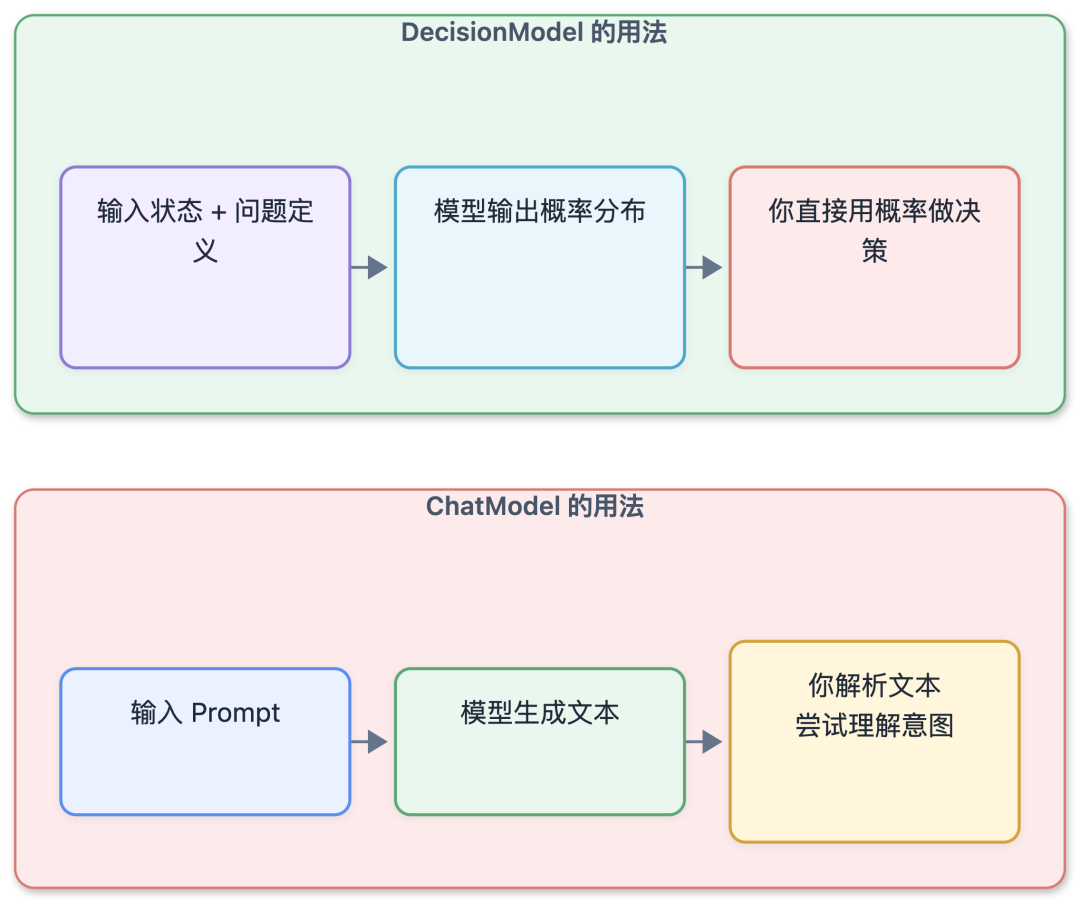 DecisionModel 的用法
输入状态 + 问题定
义
模型输出概率分布
你直接用概率做决
策
ChatModel 的用法
输入 Prompt
模型生成文本
你解析文本
尝试理解意图